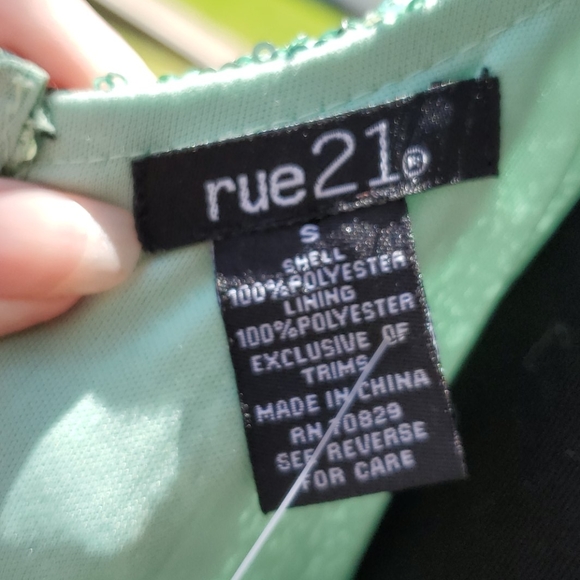 rue21®
S
SHELL
100%POLYESTER
LINING
100%POLYESTER
EXCLUSIVE OF
TRIMS
MADE IN CHINA
RN 70829
SEE REVERSE
FOR CARE